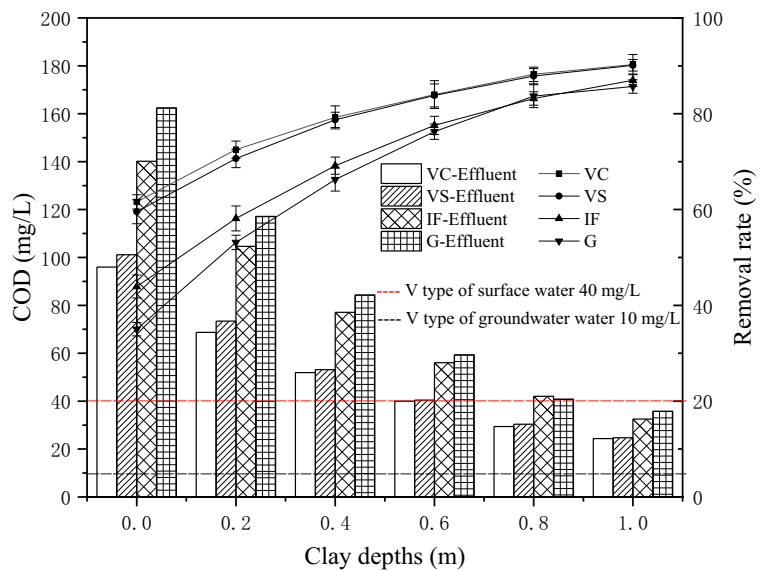 COD (mg/L)
200
180
160
140
120
100
80
60
40
20
0
VC-Effluent
VS-Effluent
IF-Effluent
G-Effluent
VC
VS
IF
G
V type of surface water 40 mg/L
V type of groundwater water 10 mg/L
100
80
60
40
20
0
Removal rate (%)
0.0 0.2 0.4 0.6 0.8 1.0
Clay depths (m)